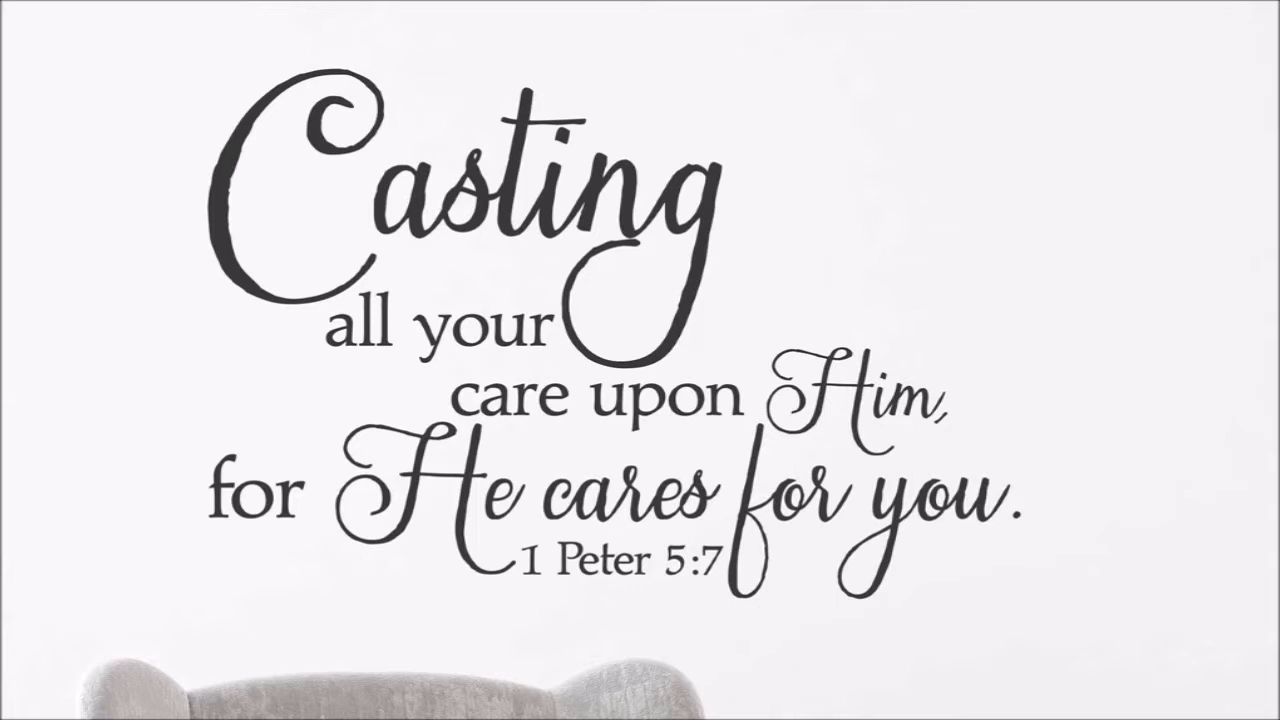 Casting
all your
care upon Him,
for He cares for you.
1 Peter 5:7